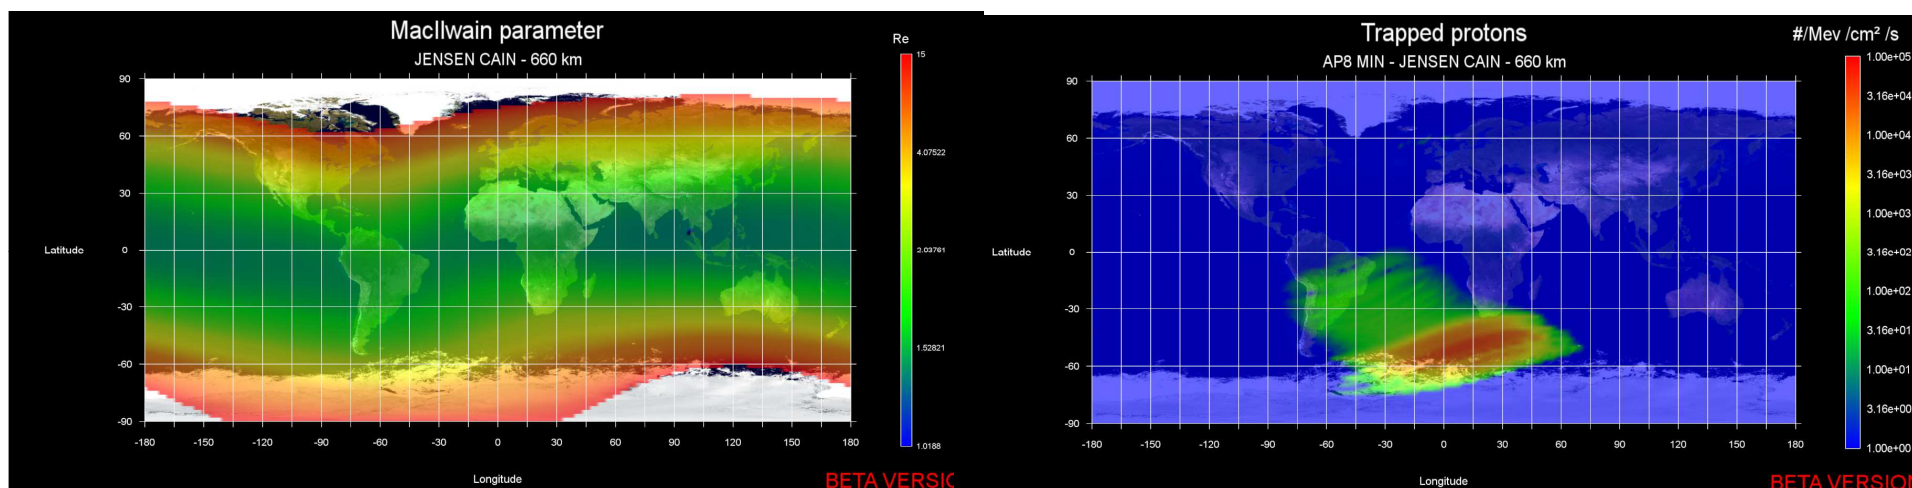 MacIlwain parameter
JENSEN CAIN - 660 km
Re
15
4.07522
2.03761
1.52821
1.0188
90
60
30
Latitude
0
-30
-60
-90
-180 -150 -120 -90 -60 -30 0 30 60 90 120 150 180
Longitude
BETA VERSIO
Trapped protons
#/Mev /cm² /s
AP8 MIN - JENSEN CAIN - 660 km
1.00e+05
3.16e+04
1.00e+04
3.16e+03
1.00e+03
3.16e+02
1.00e+02
3.16e+01
1.00e+01
3.16e+00
1.00e+00
90
60
30
Latitude
0
-30
-60
-90
-180 -150 -120 -90 -60 -30 0 30 60 90 120 150 180
Longitude
BETA VERSION